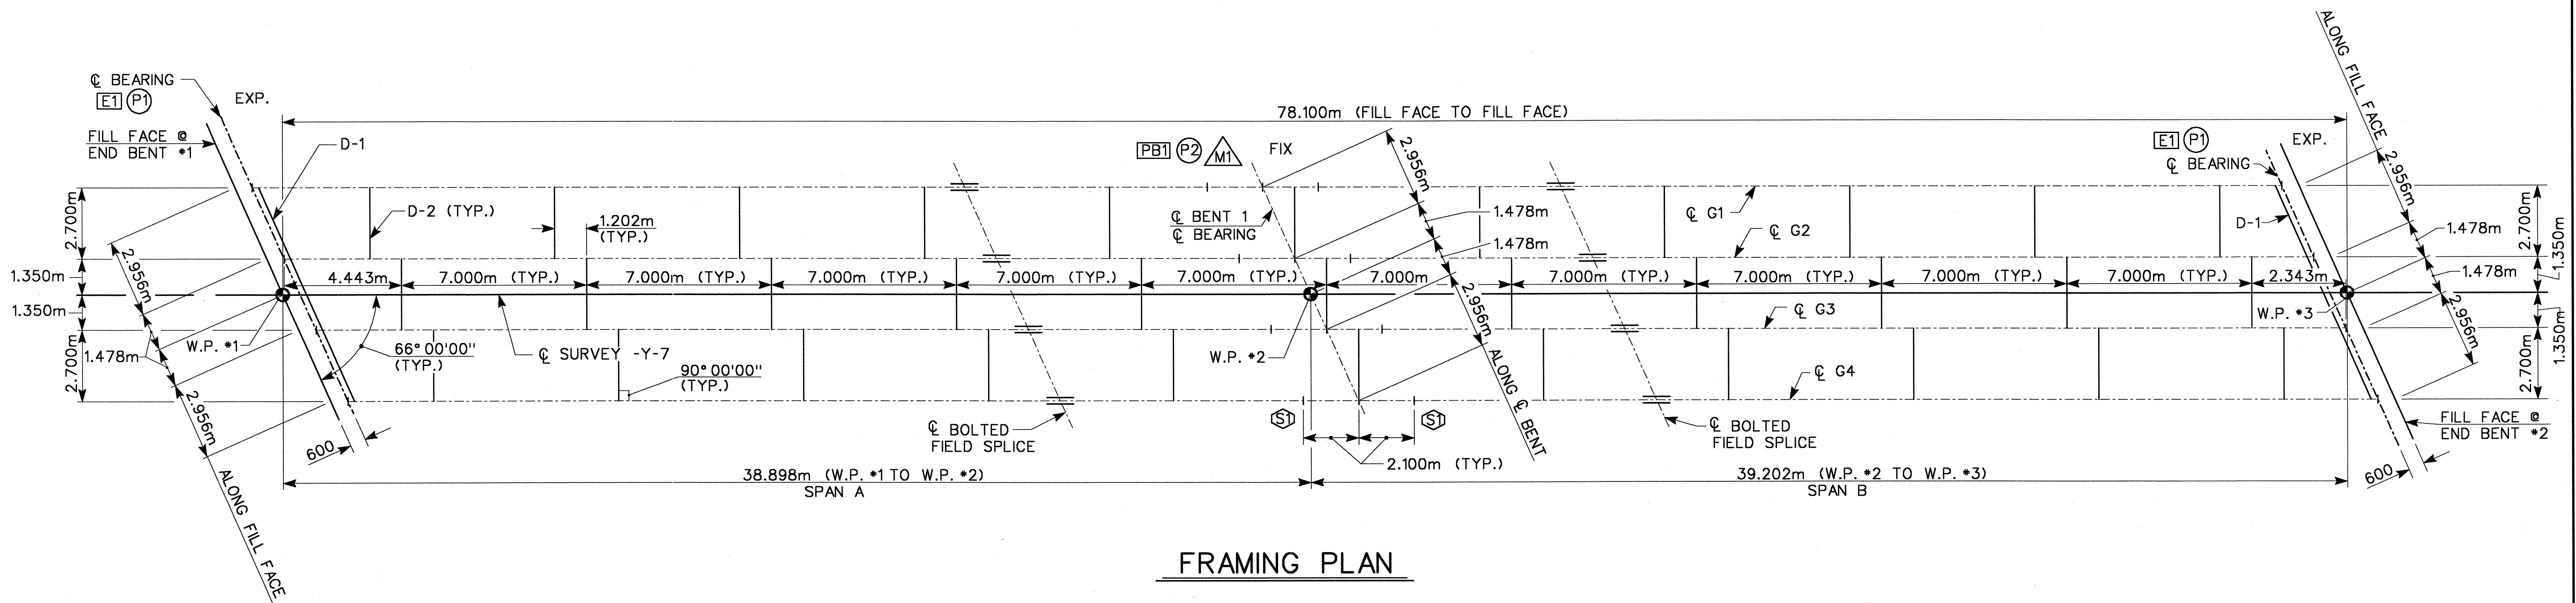 ℄ BEARING
E1 P1
EXP.
FILL FACE @
END BENT #1
D-1
78.100m (FILL FACE TO FILL FACE)
PB1 P2 M1
FIX
E1 P1
EXP.
℄ BEARING
ALONG FILL FACE
2.956m
1.478m
1.478m
2.956m
2.700m
1.350m
1.350m
2.700m
D-2 (TYP.)
1.202m
(TYP.)
℄ BENT 1
℄ BEARING
2.956m
1.478m
1.478m
2.956m
ALONG ℄ BENT
℄ G1
℄ G2
D-1
2.700m
1.350m
1.350m
2.700m
4.443m
7.000m (TYP.)
7.000m (TYP.)
7.000m (TYP.)
7.000m (TYP.)
7.000m (TYP.)
7.000m
7.000m (TYP.)
7.000m (TYP.)
7.000m (TYP.)
7.000m (TYP.)
2.343m
2.956m
1.478m
2.956m
ALONG FILL FACE
W.P. #1
66°00'00"
(TYP.)
℄ SURVEY -Y-7
90°00'00"
(TYP.)
W.P. #2
℄ G3
℄ G4
W.P. #3
600
℄ BOLTED
FIELD SPLICE
S1
S1
2.100m (TYP.)
℄ BOLTED
FIELD SPLICE
FILL FACE @
END BENT #2
600
38.898m (W.P. #1 TO W.P. #2)
SPAN A
39.202m (W.P. #2 TO W.P. #3)
SPAN B
FRAMING PLAN